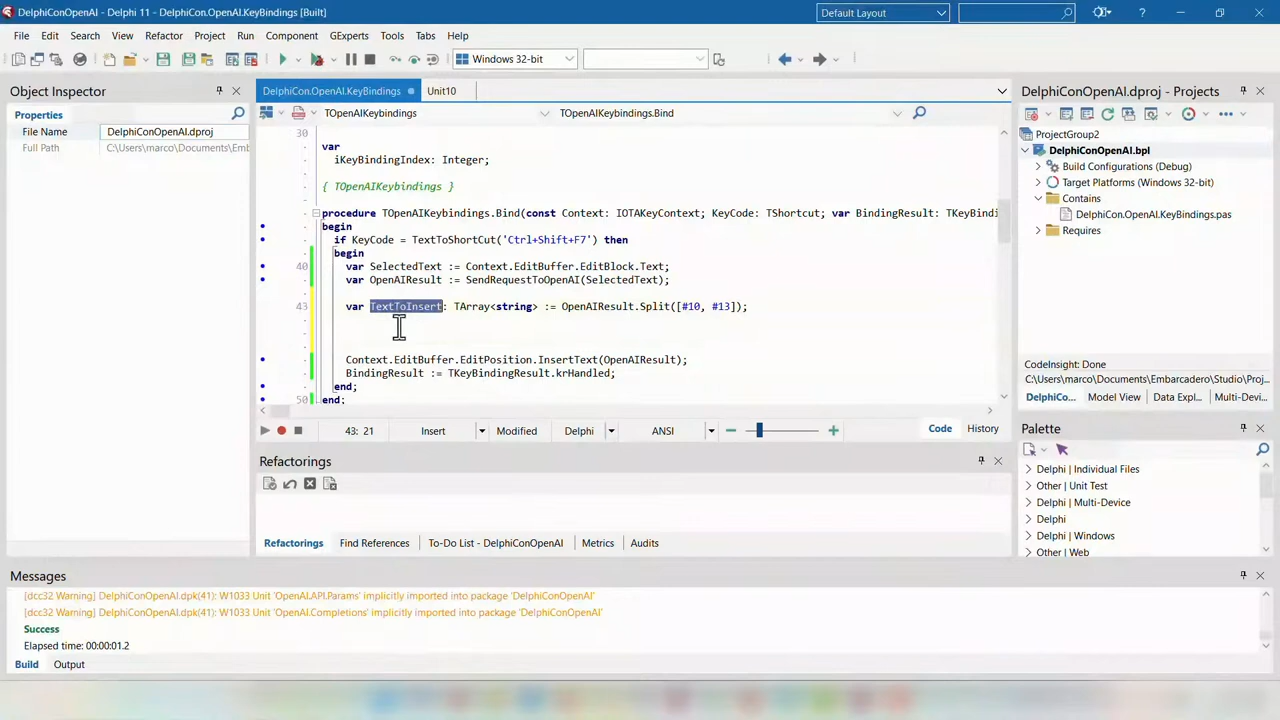 DelphiConOpenAI - Delphi 11 - DelphiCon.OpenAI.KeyBindings [Built]
Default Layout
File Edit Search View Refactor Project Run Component GExperts Tools Tabs Help
Windows 32-bit
Object Inspector
Properties
File Name DelphiConOpenAI.dproj
Full Path C:\Users\marco\Documents\Emb
DelphiCon.OpenAI.KeyBindings Unit10
TOpenAIKeybindings TOpenAIKeybindings.Bind
30
var
iKeyBindingIndex: Integer;
{ TOpenAIKeybindings }
procedure TOpenAIKeybindings.Bind(const Context: IOTAKeyContext; KeyCode: TShortcut; var BindingResult: TKeyBindi
begin
if KeyCode = TextToShortCut('Ctrl+Shift+F7') then
begin
40 var SelectedText := Context.EditBuffer.EditBlock.Text;
var OpenAIResult := SendRequestToOpenAI(SelectedText);
43 var TextToInsert: TArray<string> := OpenAIResult.Split([#10, #13]);
Context.EditBuffer.EditPosition.InsertText(OpenAIResult);
BindingResult := TKeyBindingResult.krHandled;
end;
50 end;
43: 21 Insert Modified Delphi ANSI Code History
Refactorings
Refactorings Find References To-Do List - DelphiConOpenAI Metrics Audits
DelphiConOpenAI.dproj - Projects
ProjectGroup2
DelphiConOpenAI.bpl
Build Configurations (Debug)
Target Platforms (Windows 32-bit)
Contains
DelphiCon.OpenAI.KeyBindings.pas
Requires
CodeInsight: Done
C:\Users\marco\Documents\Embarcadero\Studio\Proj...
DelphiCo... Model View Data Expl... Multi-Devi...
Palette
Delphi | Individual Files
Other | Unit Test
Delphi | Multi-Device
Delphi
Delphi | Windows
Other | Web
Messages
[dcc32 Warning] DelphiConOpenAI.dpk(41): W1033 Unit 'OpenAI.API.Params' implicitly imported into package 'DelphiConOpenAI'
[dcc32 Warning] DelphiConOpenAI.dpk(41): W1033 Unit 'OpenAI.Completions' implicitly imported into package 'DelphiConOpenAI'
Success
Elapsed time: 00:00:01.2
Build Output